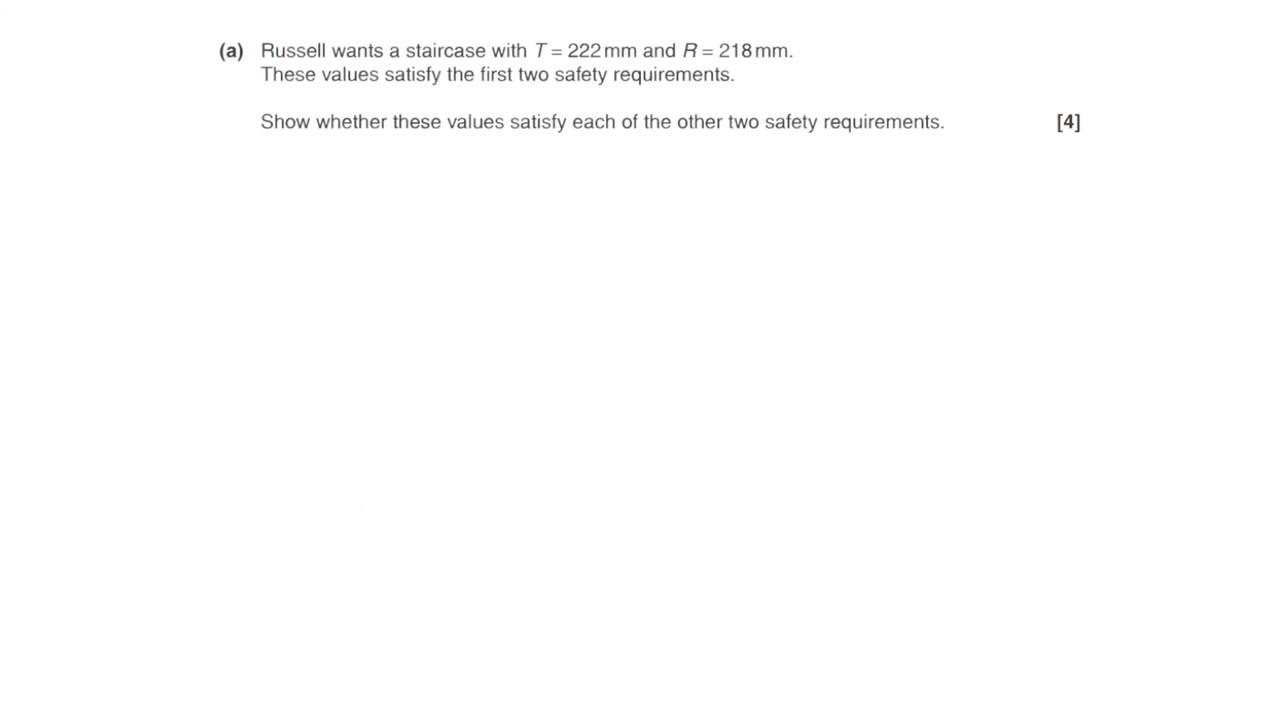 (a) Russell wants a staircase with T = 222 mm and R = 218 mm.
These values satisfy the first two safety requirements.
Show whether these values satisfy each of the other two safety requirements. [4]